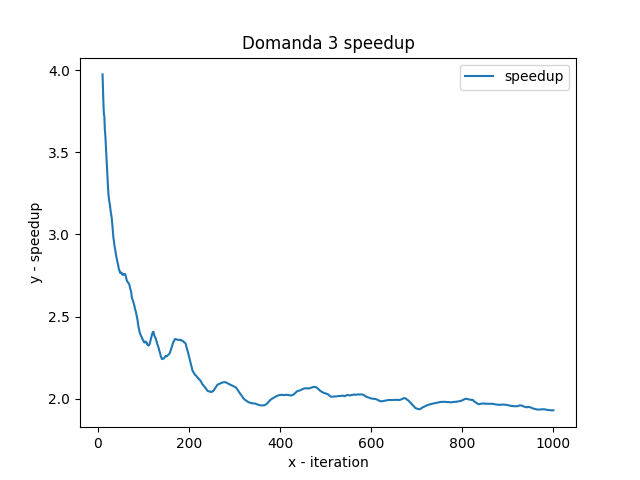 Domanda 3 speedup
speedup
4.0
3.5
3.0
2.5
2.0
y - speedup
0 200 400 600 800 1000
x - iteration